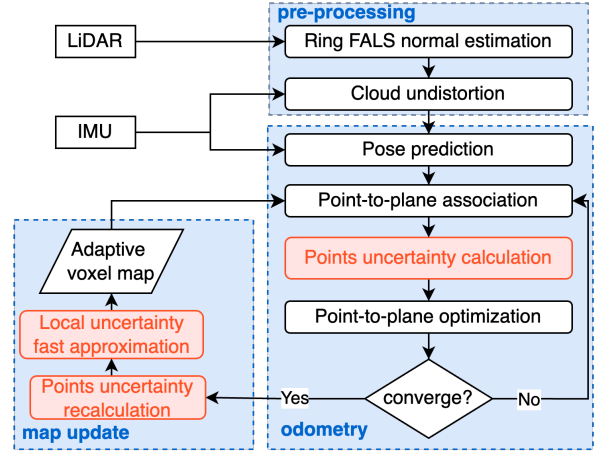 pre-processing
LiDAR
Ring FALS normal estimation
Cloud undistortion
IMU
Pose prediction
Point-to-plane association
Adaptive
voxel map
Points uncertainty calculation
Local uncertainty
fast approximation
Point-to-plane optimization
Points uncertainty
recalculation
Yes
converge?
No
map update
odometry